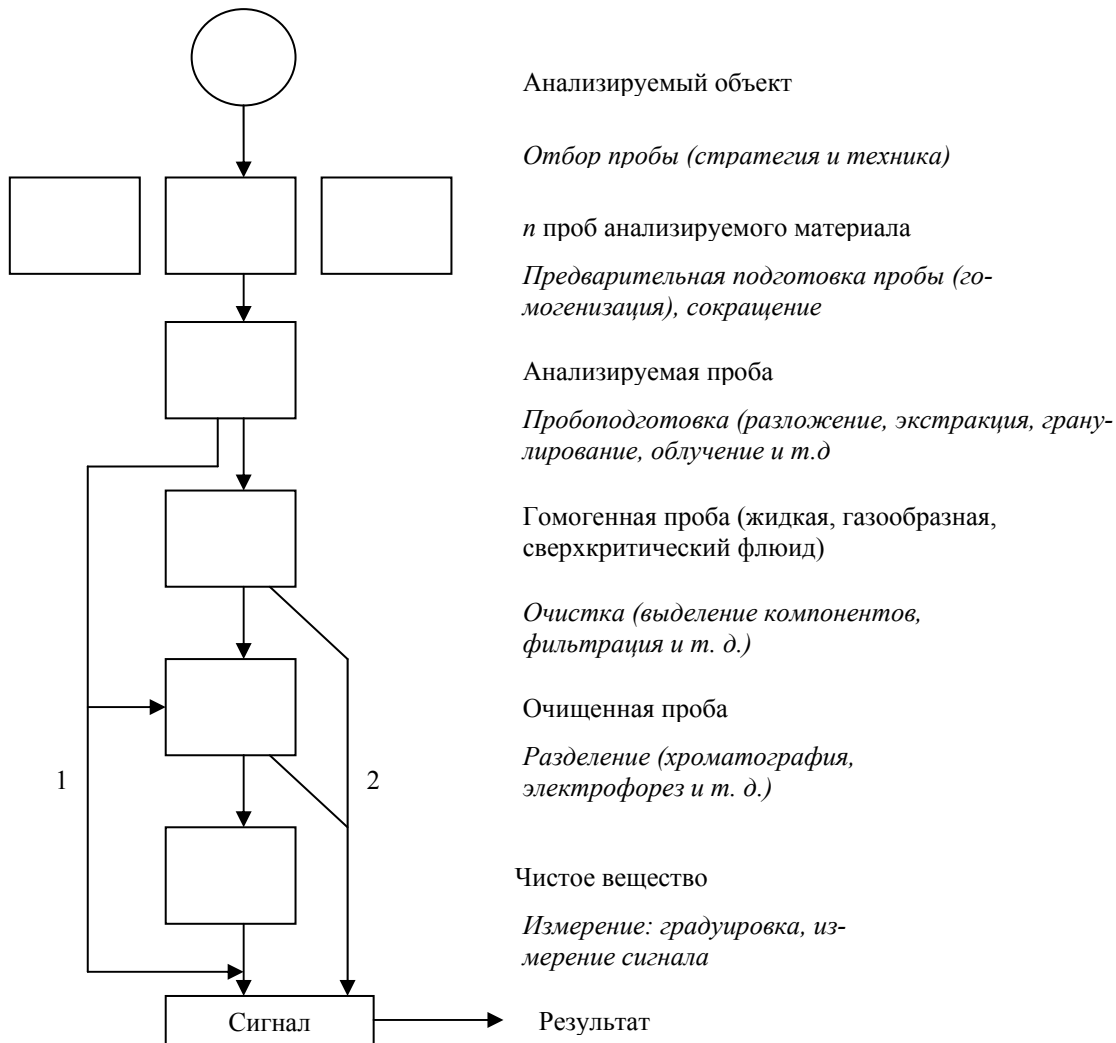 Анализируемый объект
Отбор пробы (стратегия и техника)
n проб анализируемого материала
Предварительная подготовка пробы (го-
могенизация), сокращение
Анализируемая проба
Пробоподготовка (разложение, экстракция, грану-
лирование, облучение и т.д
Гомогенная проба (жидкая, газообразная,
сверхкритический флюид)
Очистка (выделение компонентов,
фильтрация и т. д.)
Очищенная проба
Разделение (хроматография,
электрофорез и т. д.)
1
2
Чистое вещество
Измерение: градуировка, из-
мерение сигнала
Сигнал
Результат